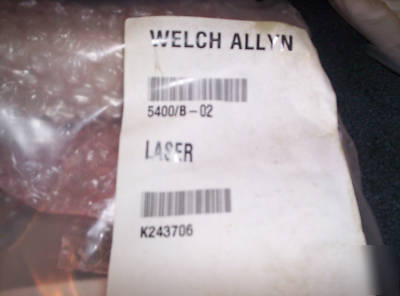 WELCH ALLYN
5400/B-02
LASER
K243706